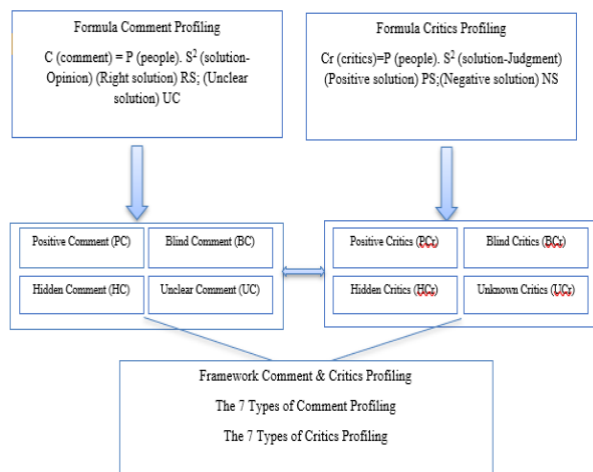 Formula Comment Profiling
C (comment) = P (people). S² (solution-
Opinion) (Right solution) RS; (Unclear
solution) UC
Formula Critics Profiling
Cr (critics)=P (people). S² (solution-Judgment)
(Positive solution) PS;(Negative solution) NS
Positive Comment (PC)
Blind Comment (BC)
Hidden Comment (HC)
Unclear Comment (UC)
Positive Critics (PCr)
Blind Critics (BCr)
Hidden Critics (HCr)
Unknown Critics (UCr)
Framework Comment & Critics Profiling
The 7 Types of Comment Profiling
The 7 Types of Critics Profiling